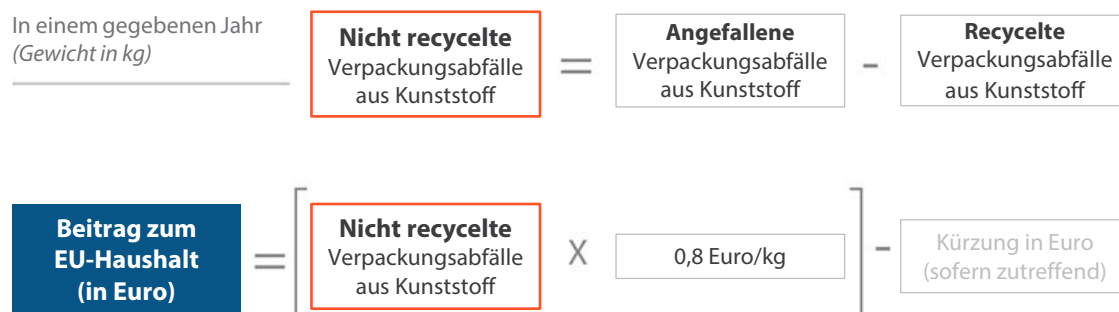 In einem gegebenen Jahr
(Gewicht in kg)
Nicht recycelte
Verpackungsabfälle
aus Kunststoff
=
Angefallene
Verpackungsabfälle
aus Kunststoff
-
Recycelte
Verpackungsabfälle
aus Kunststoff
Beitrag zum
EU-Haushalt
(in Euro)
=
[
Nicht recycelte
Verpackungsabfälle
aus Kunststoff
X
0,8 Euro/kg
]
-
Kürzung in Euro
(sofern zutreffend)